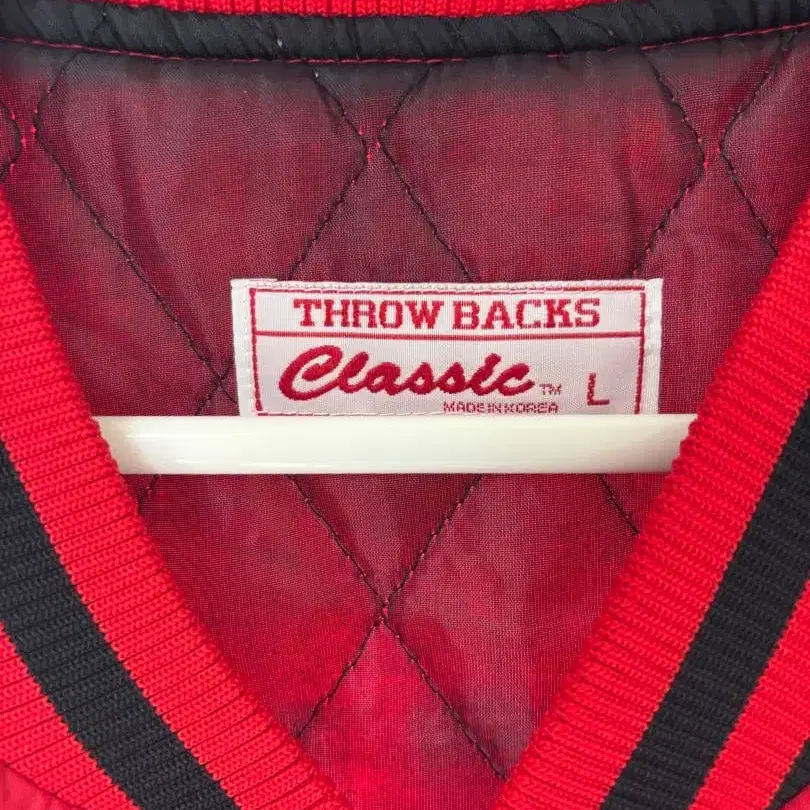 THROW BACKS
Classic ™ L
MADE IN KOREA